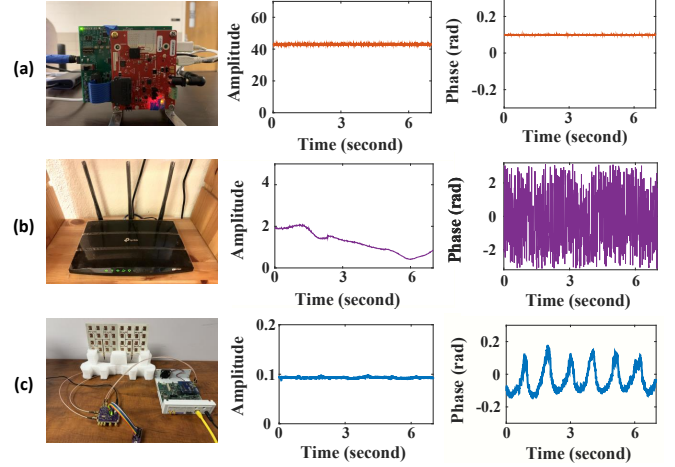 (a)
Amplitude
60
40
20
0
0 3 6
Time (second)
Phase (rad)
0.2
0
-0.2
0 3 6
Time (second)
(b)
Amplitude
4
2
0
0 3 6
Time (second)
Phase (rad)
2
0
-2
0 3 6
Time (second)
(c)
Amplitude
0.2
0.1
0
0 3 6
Time (second)
Phase (rad)
0.2
0
-0.2
0 3 6
Time (second)